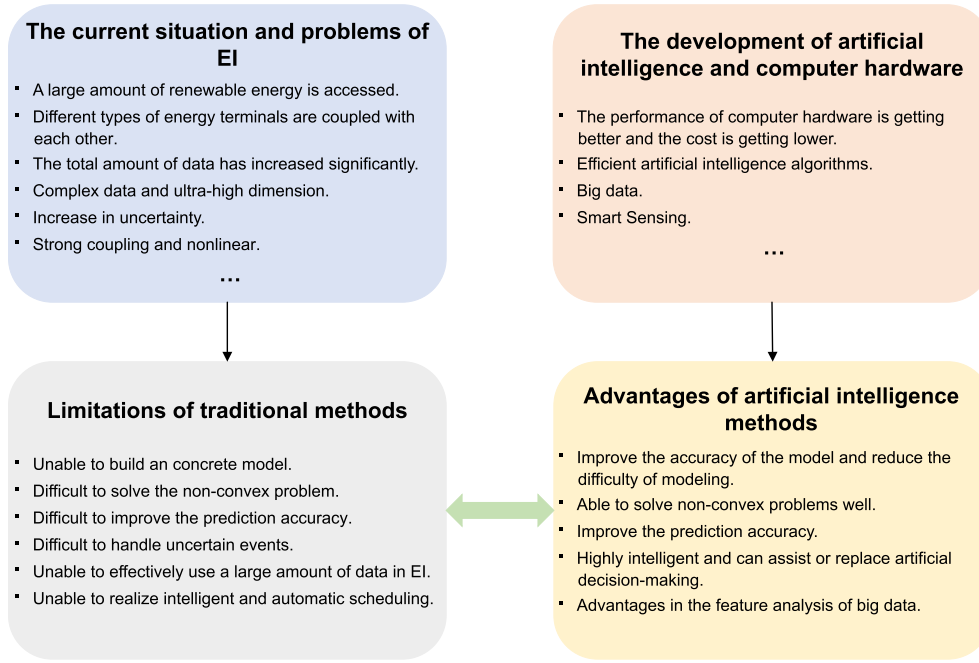 The current situation and problems of
EI
▪ A large amount of renewable energy is accessed.
▪ Different types of energy terminals are coupled with
each other.
▪ The total amount of data has increased significantly.
▪ Complex data and ultra-high dimension.
▪ Increase in uncertainty.
▪ Strong coupling and nonlinear.
...
The development of artificial
intelligence and computer hardware
▪ The performance of computer hardware is getting
better and the cost is getting lower.
▪ Efficient artificial intelligence algorithms.
▪ Big data.
▪ Smart Sensing.
...
Limitations of traditional methods
▪ Unable to build an concrete model.
▪ Difficult to solve the non-convex problem.
▪ Difficult to improve the prediction accuracy.
▪ Difficult to handle uncertain events.
▪ Unable to effectively use a large amount of data in EI.
▪ Unable to realize intelligent and automatic scheduling.
Advantages of artificial intelligence
methods
▪ Improve the accuracy of the model and reduce the
difficulty of modeling.
▪ Able to solve non-convex problems well.
▪ Improve the prediction accuracy.
▪ Highly intelligent and can assist or replace artificial
decision-making.
▪ Advantages in the feature analysis of big data.